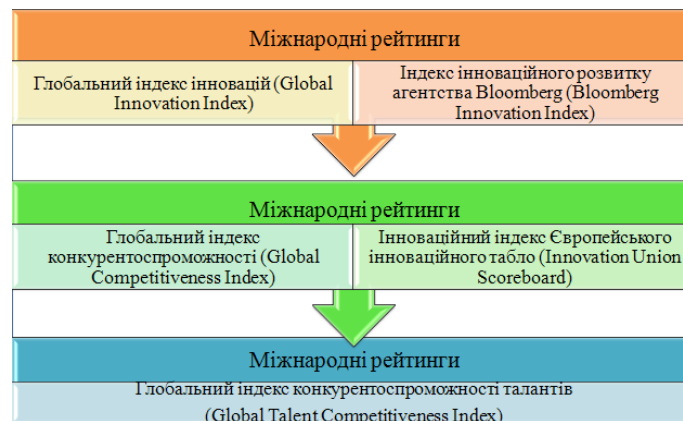 Міжнародні рейтинги
Глобальний індекс інновацій (Global
Innovation Index)
Індекс інноваційного розвитку
агентства Bloomberg (Bloomberg
Innovation Index)
Міжнародні рейтинги
Глобальний індекс
конкурентоспроможності (Global
Competitiveness Index)
Інноваційний індекс Європейського
інноваційного табло (Innovation Union
Scoreboard)
Міжнародні рейтинги
Глобальний індекс конкурентоспроможності талантів
(Global Talent Competitiveness Index)